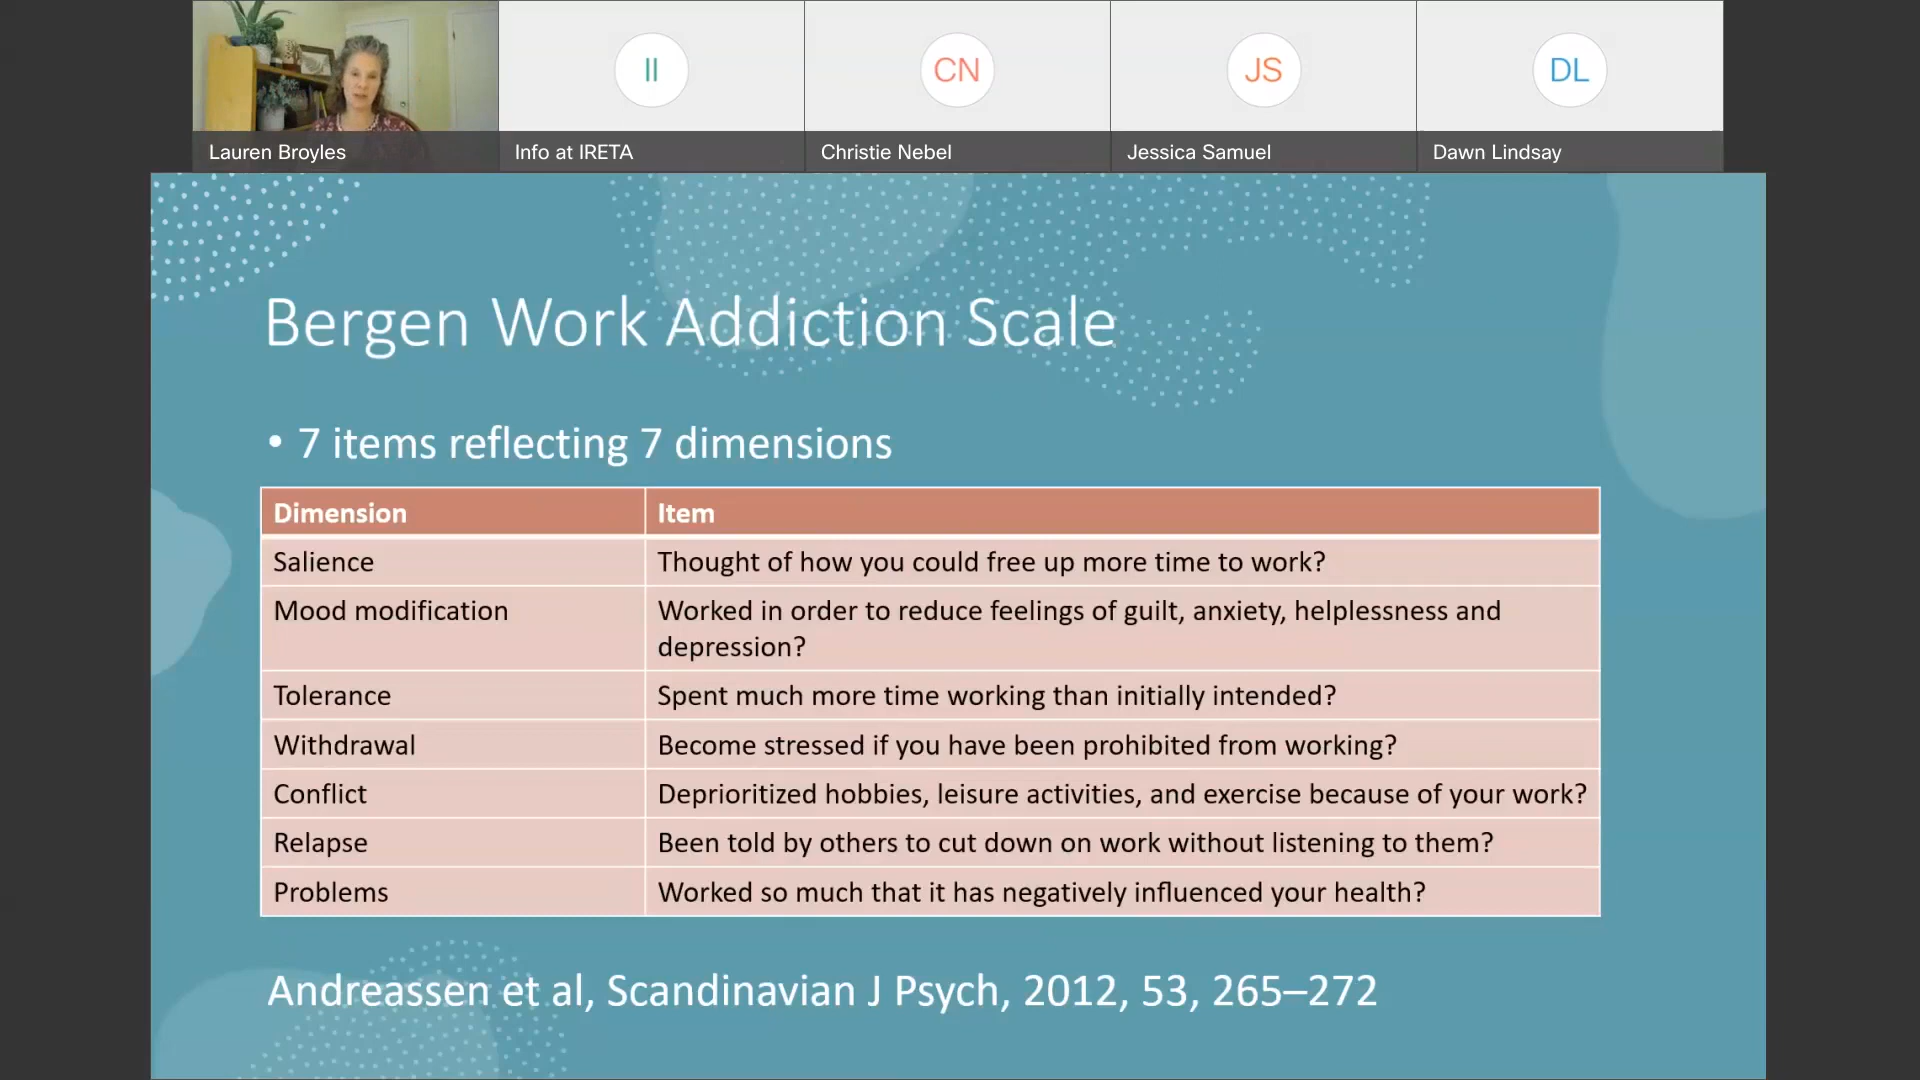 II
CN
JS
DL
Lauren Broyles
Info at IRETA
Christie Nebel
Jessica Samuel
Dawn Lindsay
Bergen Work Addiction Scale
• 7 items reflecting 7 dimensions
Dimension
Item
Salience
Thought of how you could free up more time to work?
Mood modification
Worked in order to reduce feelings of guilt, anxiety, helplessness and
depression?
Tolerance
Spent much more time working than initially intended?
Withdrawal
Become stressed if you have been prohibited from working?
Conflict
Deprioritized hobbies, leisure activities, and exercise because of your work?
Relapse
Been told by others to cut down on work without listening to them?
Problems
Worked so much that it has negatively influenced your health?
Andreassen et al, Scandinavian J Psych, 2012, 53, 265–272